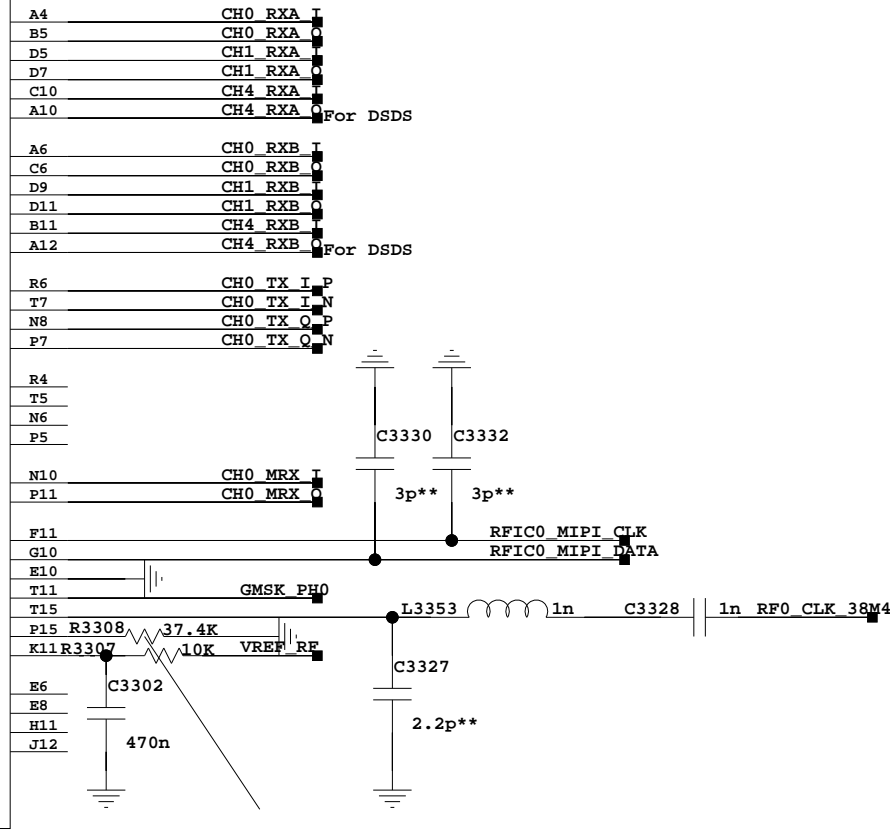 A4 CH0_RXA_I
B5 CH0_RXA_Q
D5 CH1_RXA_I
D7 CH1_RXA_Q
C10 CH4_RXA_I
A10 CH4_RXA_Q For DSDS
A6 CH0_RXB_I
C6 CH0_RXB_Q
D9 CH1_RXB_I
D11 CH1_RXB_Q
B11 CH4_RXB_I
A12 CH4_RXB_Q For DSDS
R6 CH0_TX_I_P
T7 CH0_TX_I_N
N8 CH0_TX_Q_P
P7 CH0_TX_Q_N
R4
T5
N6
P5 C3330 C3332
N10 CH0_MRX_I
P11 CH0_MRX_Q 3p** 3p**
F11 RFIC0_MIPI_CLK
G10 RFIC0_MIPI_DATA
E10
T11 GMSK_PH0
T15 L3353 1n C3328 1n RF0_CLK_38M4
P15 R3308 37.4K
K11 R3307 10K VREF_RF
C3327
E6 C3302
E8
H11 2.2p**
J12 470n